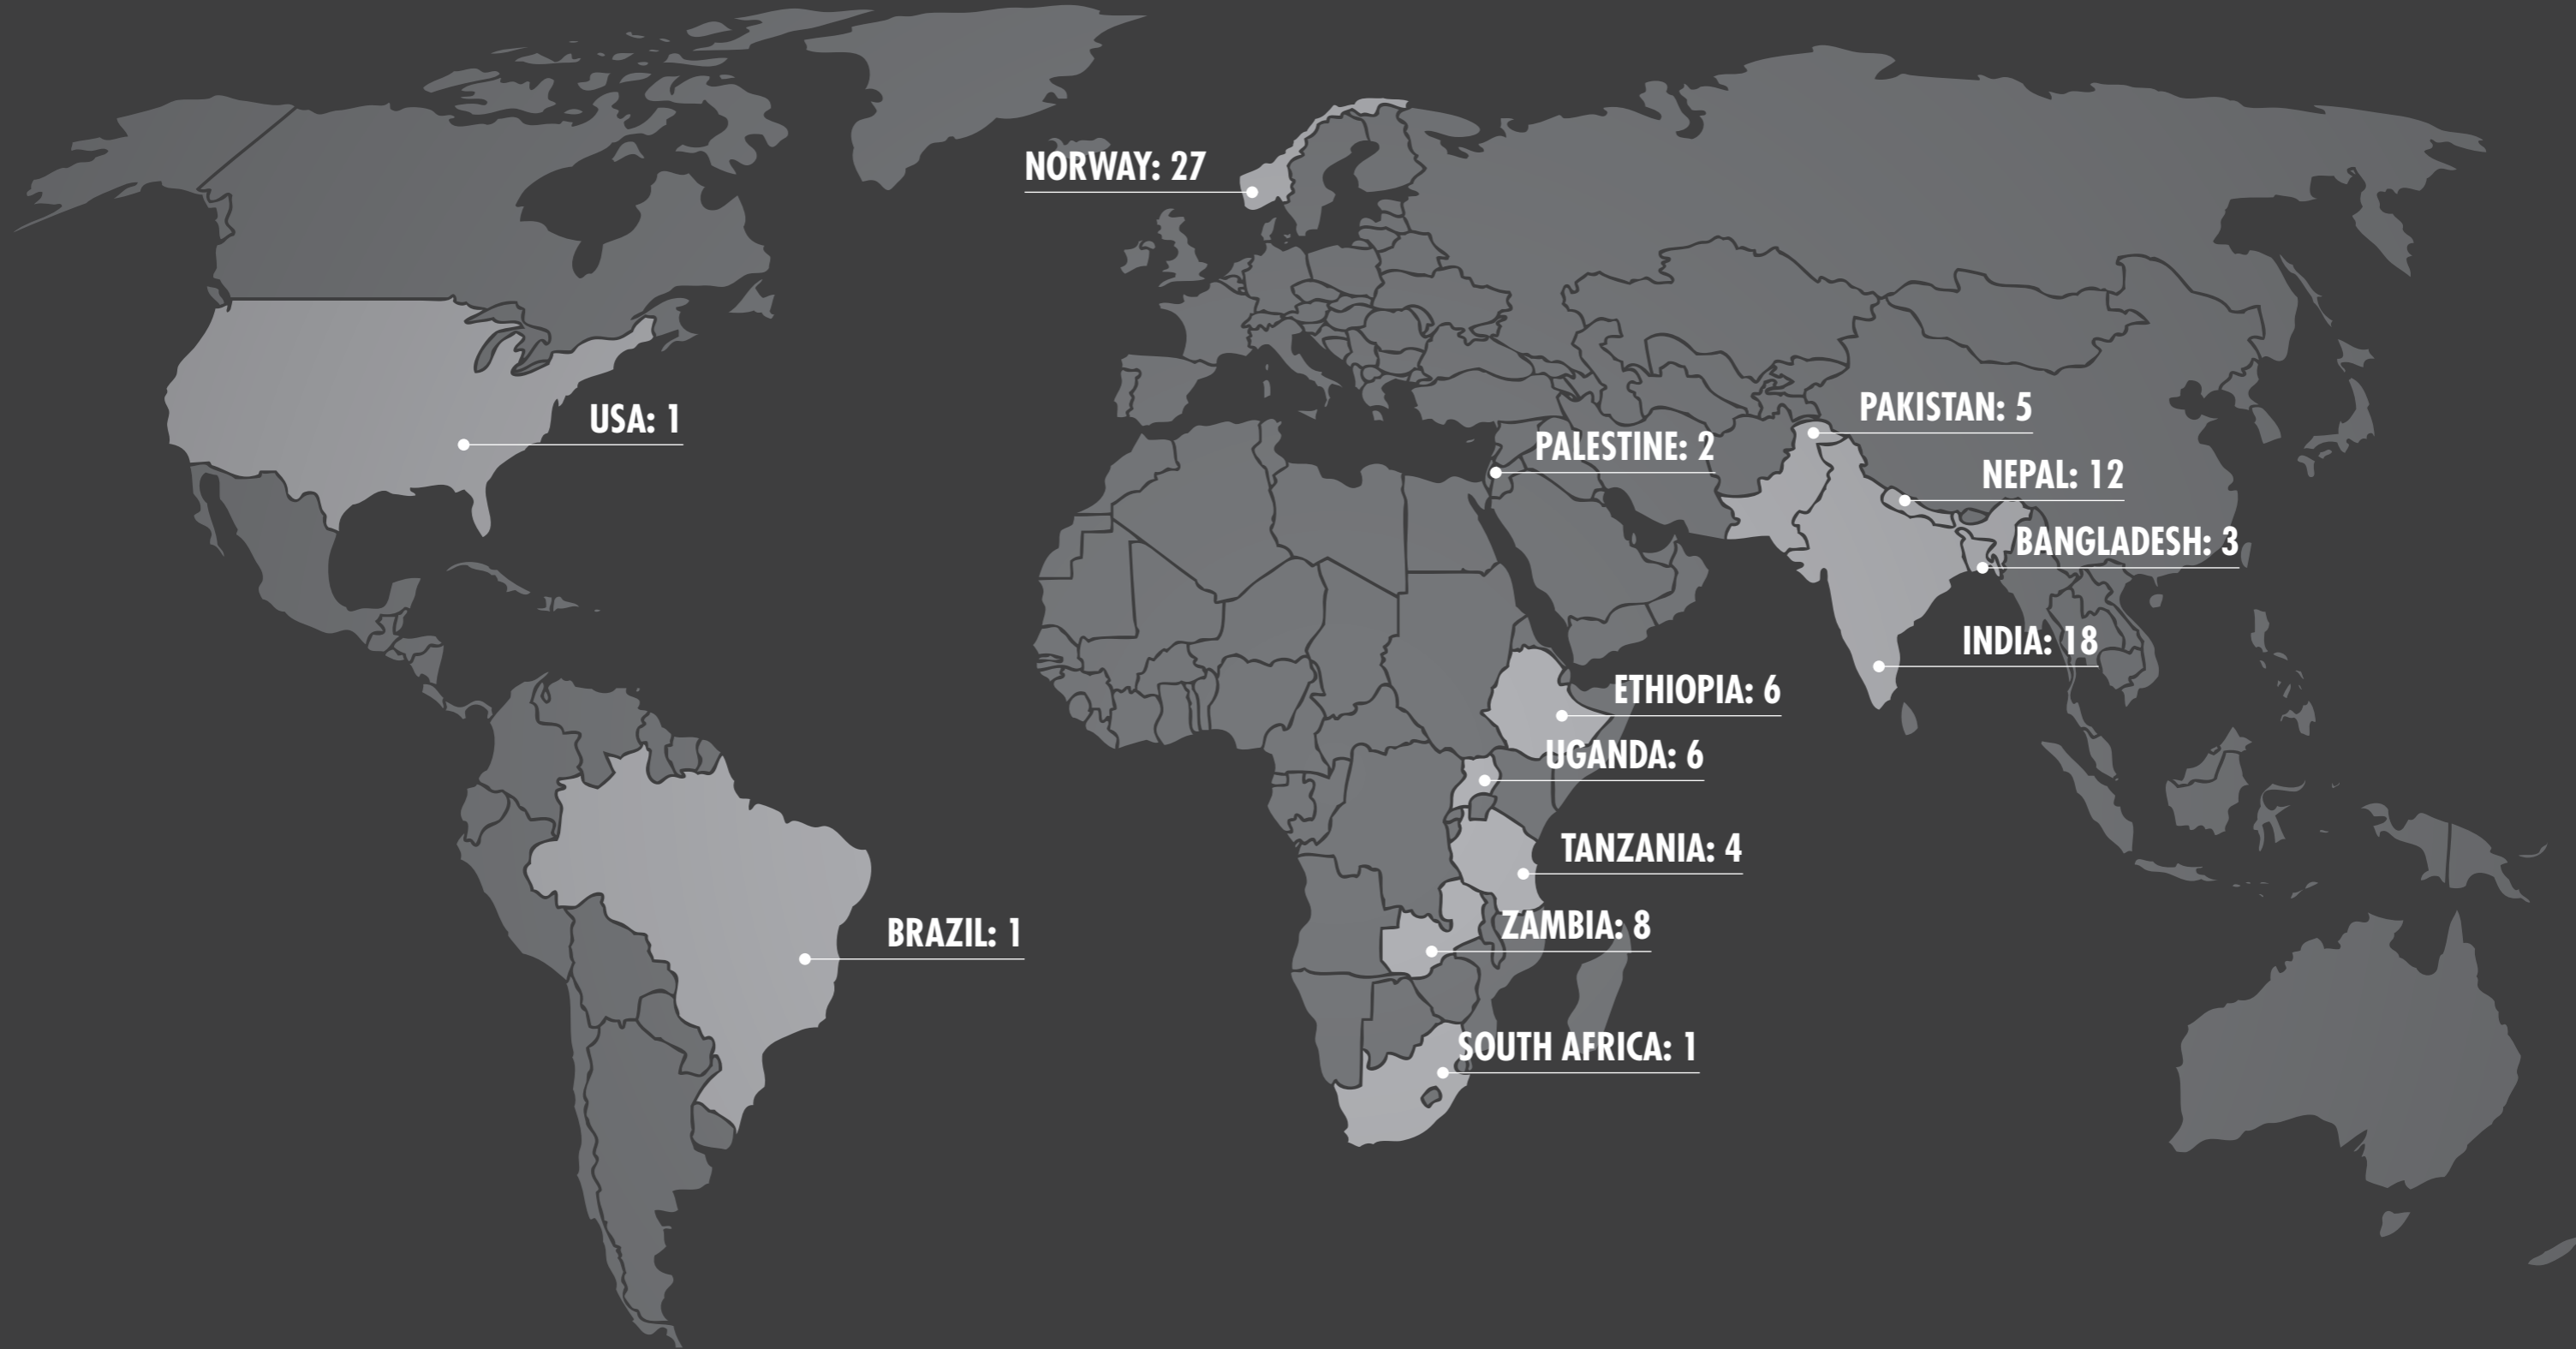 NORWAY: 27
USA: 1
PAKISTAN: 5
PALESTINE: 2
NEPAL: 12
BANGLADESH: 3
INDIA: 18
ETHIOPIA: 6
UGANDA: 6
TANZANIA: 4
BRAZIL: 1
ZAMBIA: 8
SOUTH AFRICA: 1